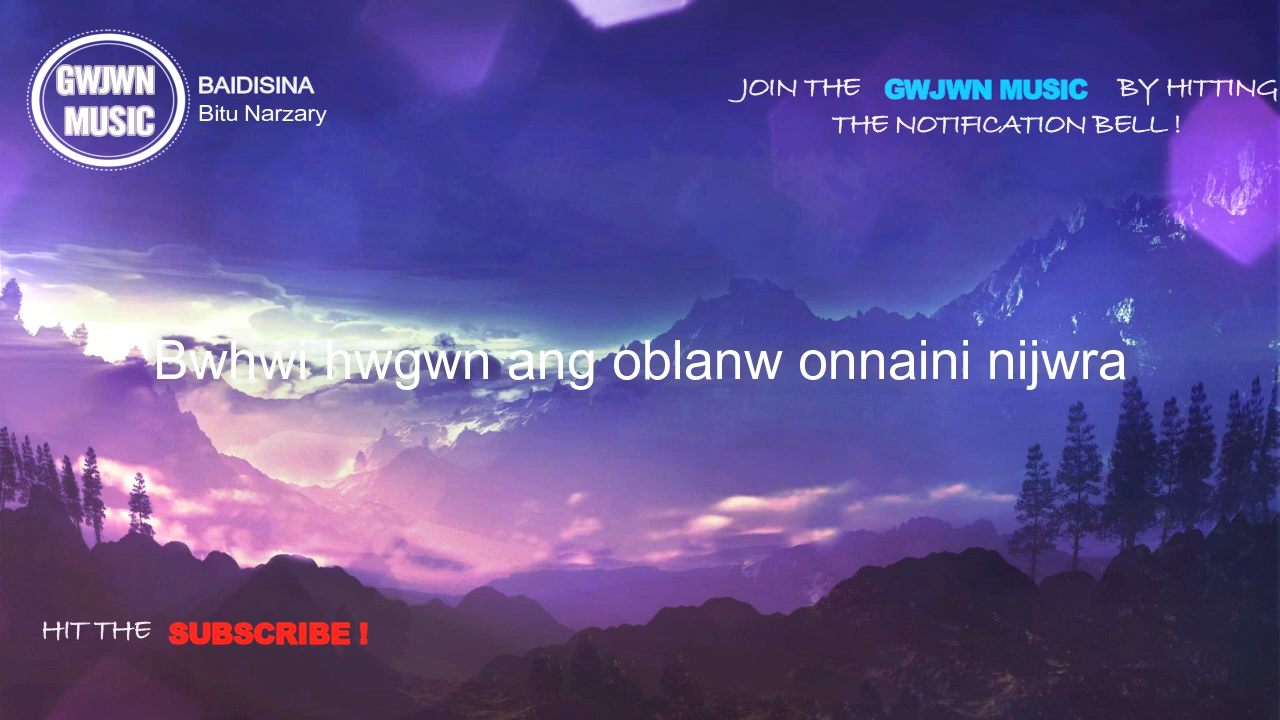 GWJWN
MUSIC
BAIDISINA
Bitu Narzary
JOIN THE GWJWN MUSIC BY HITTING
THE NOTIFICATION BELL !
Bwhwi hwgwn ang oblanw onnaini nijwra
HIT THE SUBSCRIBE !